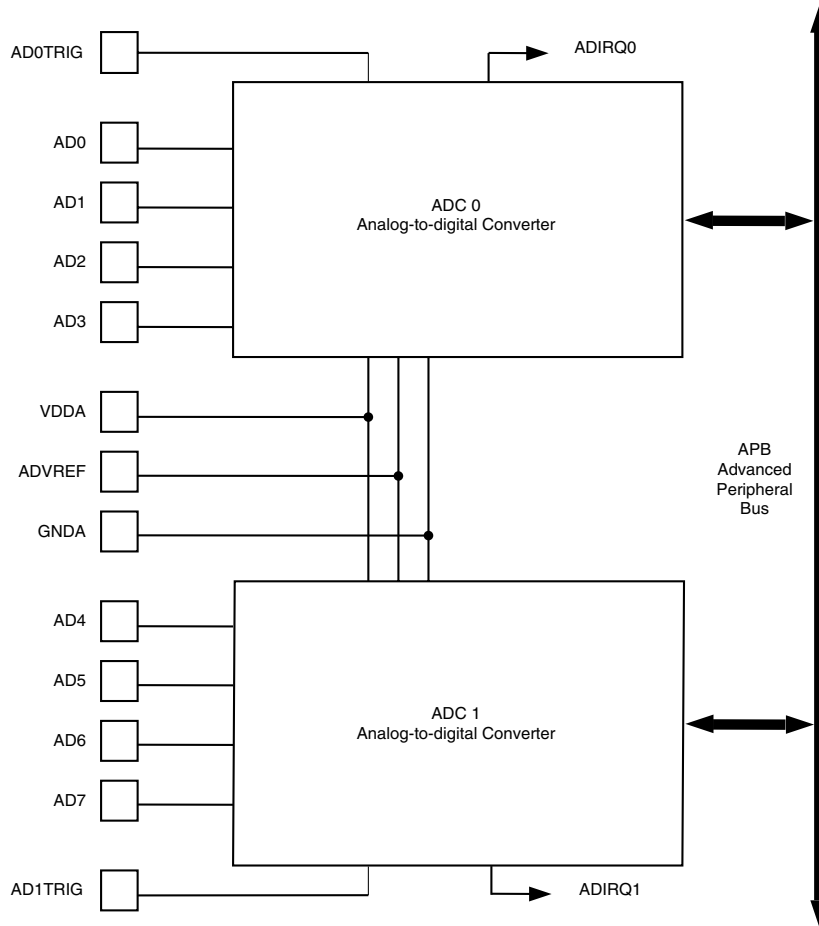 AD0TRIG
ADIRQ0
AD0
AD1
AD2
AD3
ADC 0
Analog-to-digital Converter
VDDA
ADVREF
GNDA
APB
Advanced
Peripheral
Bus
AD4
AD5
AD6
AD7
ADC 1
Analog-to-digital Converter
AD1TRIG
ADIRQ1